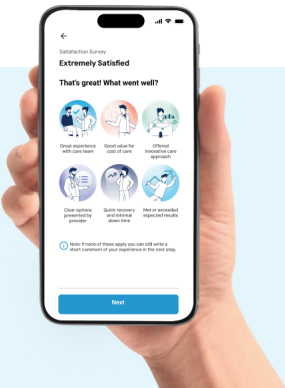 Satisfaction Survey
Extremely Satisfied
That's great! What went well?
Great experience
with care team
Good value for
cost of care
Offered
innovative care
approach
Clear options
presented by
provider
Quick recovery
and minimal
down time
Met or exceeded
expected results
Note: If none of these apply you can still write a
short comment of your experience in the next step.
Next